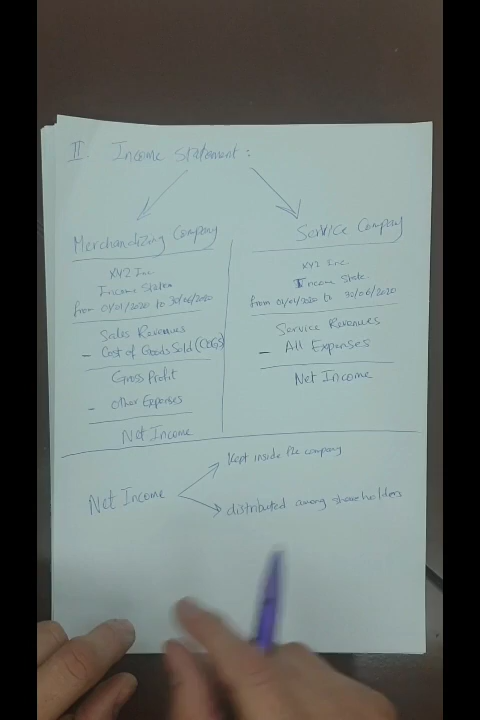 II Income Statement :
Merchandizing Company
XYZ Inc.
Income State
from 01/01/2020 to 30/06/2020
Sales Revenues
- Cost of Goods Sold (COGS)
Gross Profit
- Other Expenses
Net Income
Service Company
XYZ Inc.
Income State.
from 01/01/2020 to 30/06/2020
Service Revenues
- All Expenses
Net Income
Net Income
Kept inside the company
distributed among shareholders